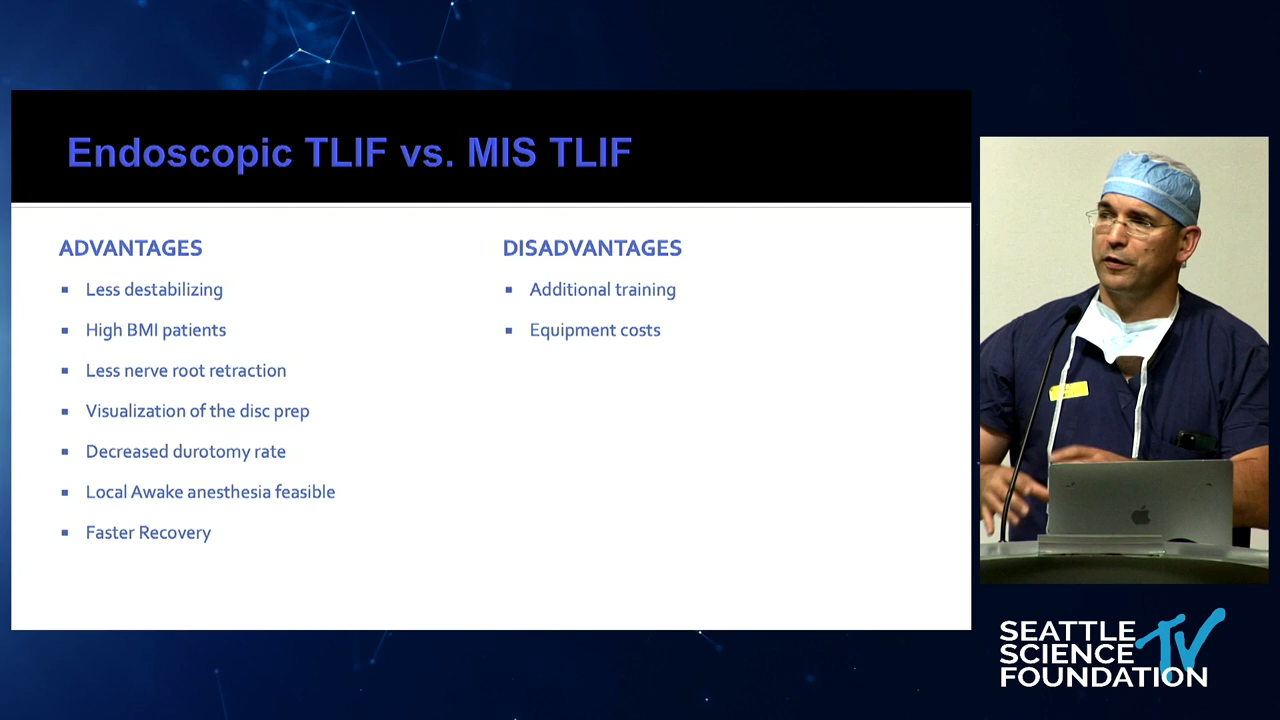 Endoscopic TLIF vs. MIS TLIF
ADVANTAGES
Less destabilizing
High BMI patients
Less nerve root retraction
Visualization of the disc prep
Decreased durotomy rate
Local Awake anesthesia feasible
Faster Recovery
DISADVANTAGES
Additional training
Equipment costs
SEATTLE
SCIENCE TV
FOUNDATION